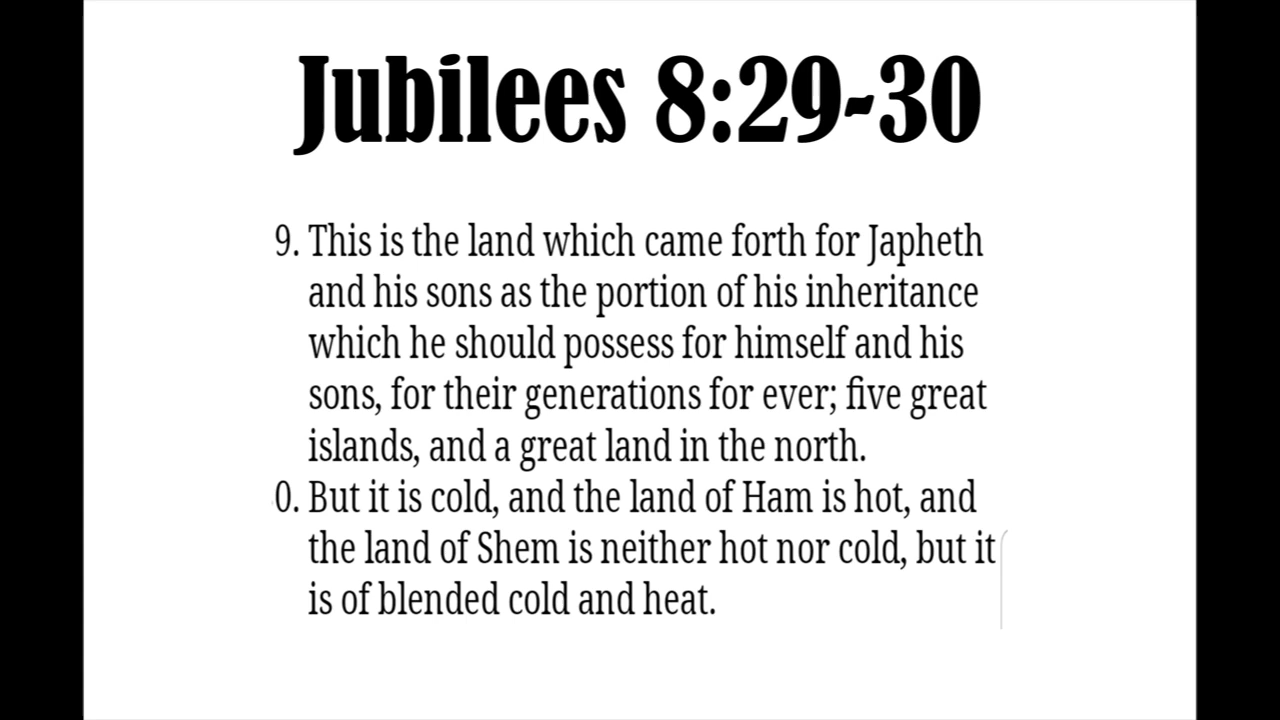 Jubilees 8:29-30
9. This is the land which came forth for Japheth
and his sons as the portion of his inheritance
which he should possess for himself and his
sons, for their generations for ever; five great
islands, and a great land in the north.
0. But it is cold, and the land of Ham is hot, and
the land of Shem is neither hot nor cold, but it
is of blended cold and heat.